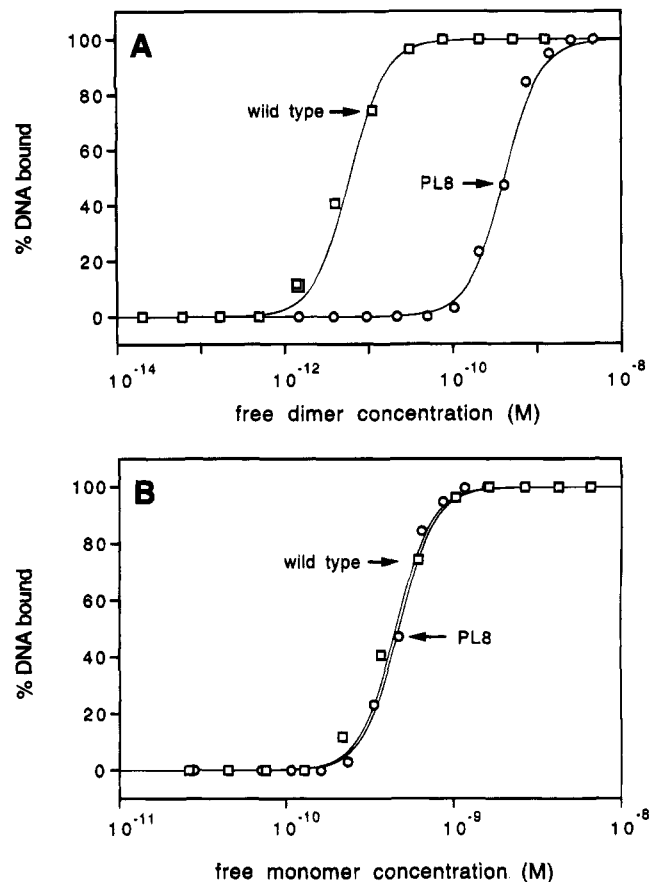 A
100
80
60
40
20
0
% DNA bound
wild type
PL8
10^-14
10^-12
10^-10
10^-8
free dimer concentration (M)
B
100
80
60
40
20
0
% DNA bound
wild type
PL8
10^-11
10^-10
10^-9
10^-8
free monomer concentration (M)